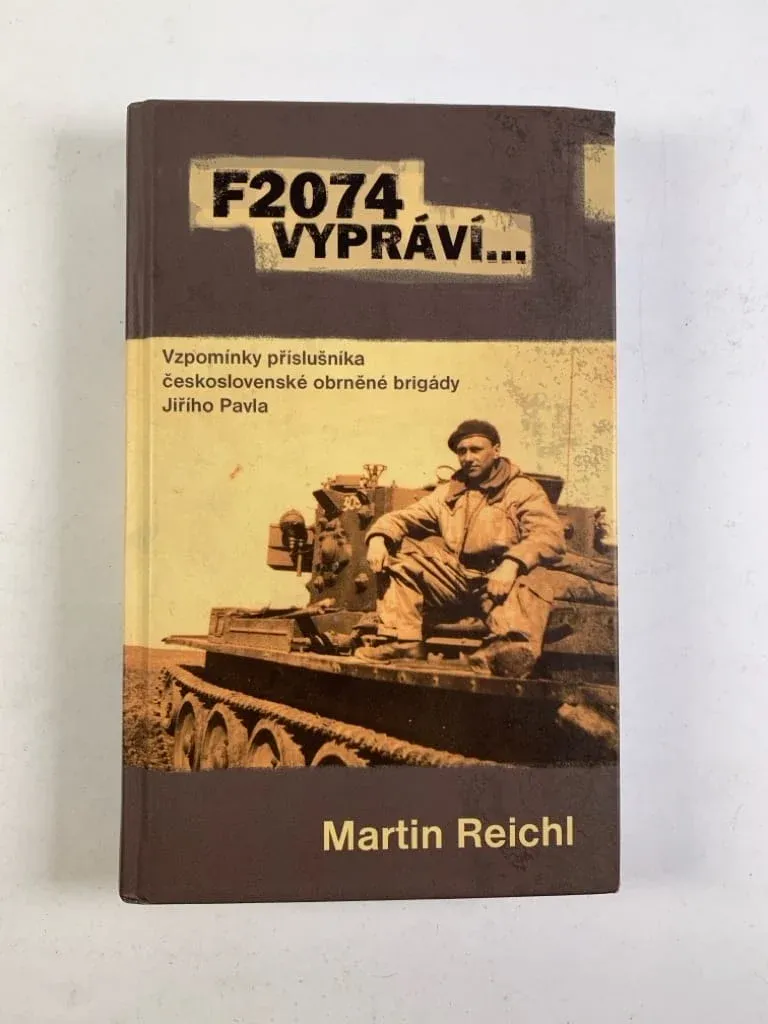 F2074
VYPRÁVÍ...
Vzpomínky příslušníka
československé obrněné brigády
Jiřího Pavla
Martin Reichl